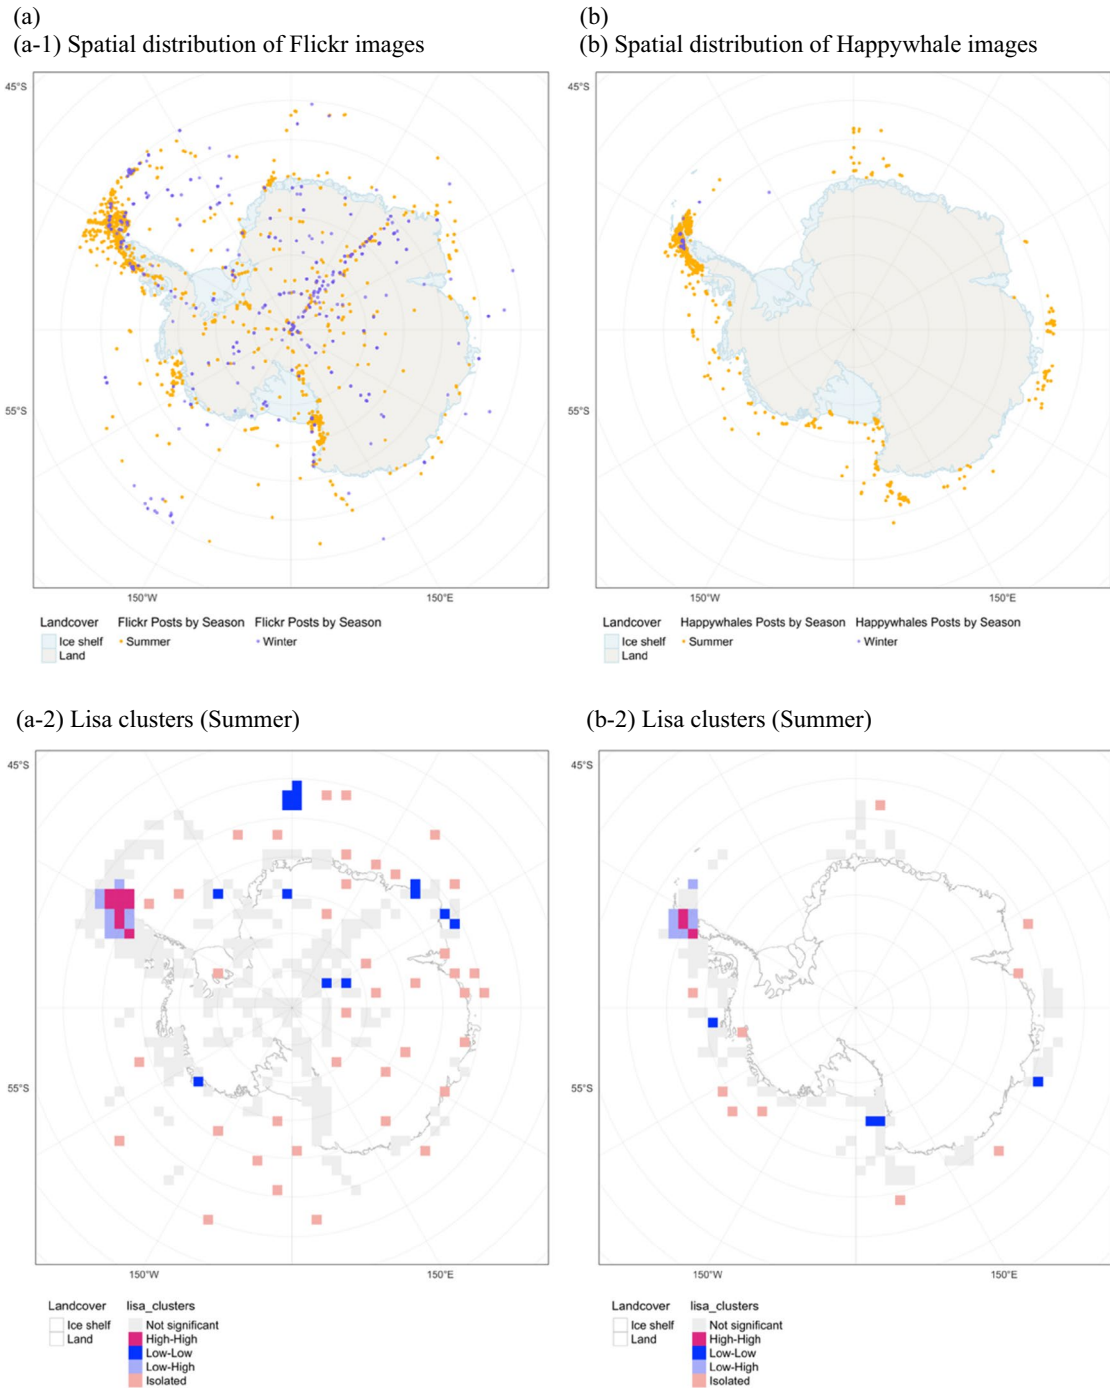 (a)
(a-1) Spatial distribution of Flickr images
45°S
55°S
150°W 150°E
Landcover Flickr Posts by Season Flickr Posts by Season
Ice shelf Summer Winter
Land
(b)
(b) Spatial distribution of Happywhale images
45°S
55°S
150°W 150°E
Landcover Happywhales Posts by Season Happywhales Posts by Season
Ice shelf Summer Winter
Land
(a-2) Lisa clusters (Summer)
45°S
55°S
150°W 150°E
Landcover lisa_clusters
Ice shelf Not significant
Land High-High
Low-Low
Low-High
Isolated
(b-2) Lisa clusters (Summer)
45°S
55°S
150°W 150°E
Landcover lisa_clusters
Ice shelf Not significant
Land High-High
Low-Low
Low-High
Isolated